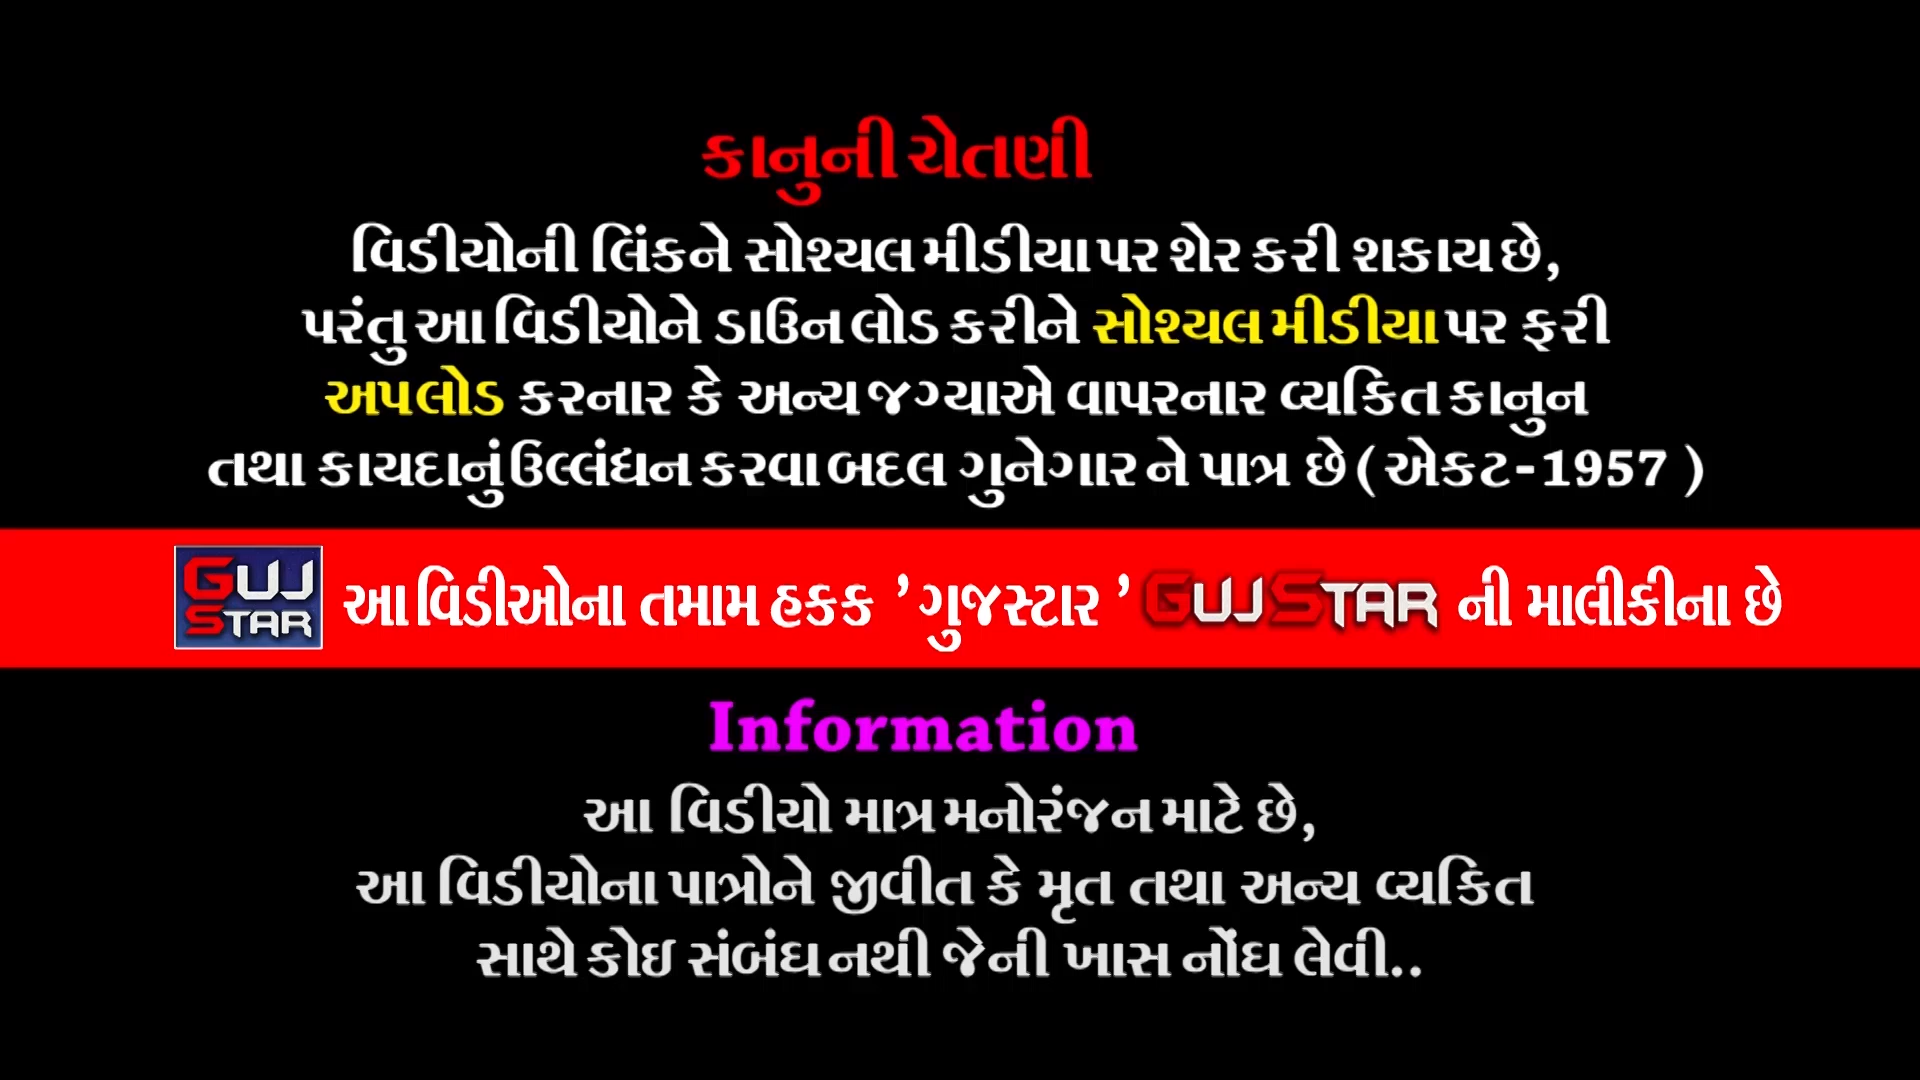 કાનુની ચેતણી
વિડીયોની લિંકને સોશ્યલ મીડીયા પર શેર કરી શકાય છે,
પરંતુ આ વિડીયોને ડાઉન લોડ કરીને સોશ્યલ મીડીયા પર ફરી
અપલોડ કરનાર કે અન્ય જગ્યાએ વાપરનાર વ્યકિત કાનુન
તથા કાયદાનું ઉલ્લંઘન કરવા બદલ ગુનેગાર ને પાત્ર છે ( એકટ-1957 )
GUJ STAR આ વિડીઓના તમામ હકક ’ ગુજસ્ટાર ’ GUJ STAR ની માલીકીના છે
Information
આ વિડીયો માત્ર મનોરંજન માટે છે,
આ વિડીયોના પાત્રોને જીવીત કે મૃત તથા અન્ય વ્યકિત
સાથે કોઇ સંબંઘ નથી જેની ખાસ નોંઘ લેવી..